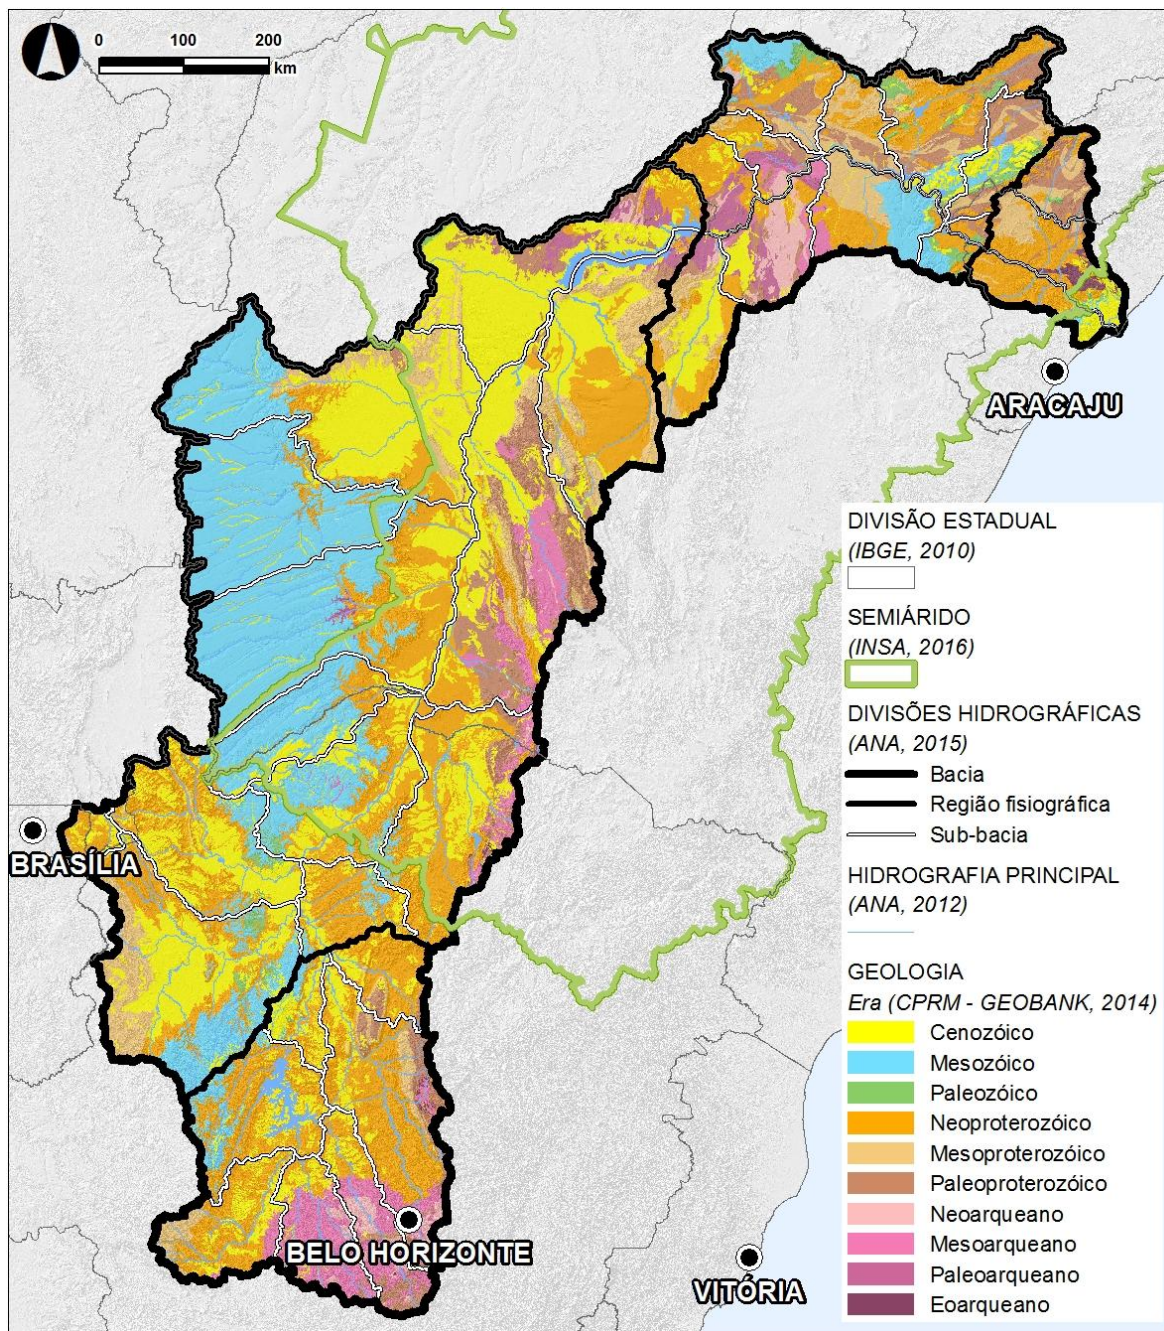 0 100 200
km
ARACAJU
DIVISÃO ESTADUAL
(IBGE, 2010)
SEMIÁRIDO
(INSA, 2016)
DIVISÕES HIDROGRÁFICAS
(ANA, 2015)
Bacia
Região fisiográfica
Sub-bacia
BRASÍLIA
HIDROGRAFIA PRINCIPAL
(ANA, 2012)
GEOLOGIA
Era (CPRM - GEOBANK, 2014)
Cenozóico
Mesozóico
Paleozóico
Neoproterozóico
Mesoproterozóico
Paleoproterozóico
Neoarqueano
Mesoarqueano
BELO HORIZONTE
Paleoarqueano
VITÓRIA
Eoarqueano